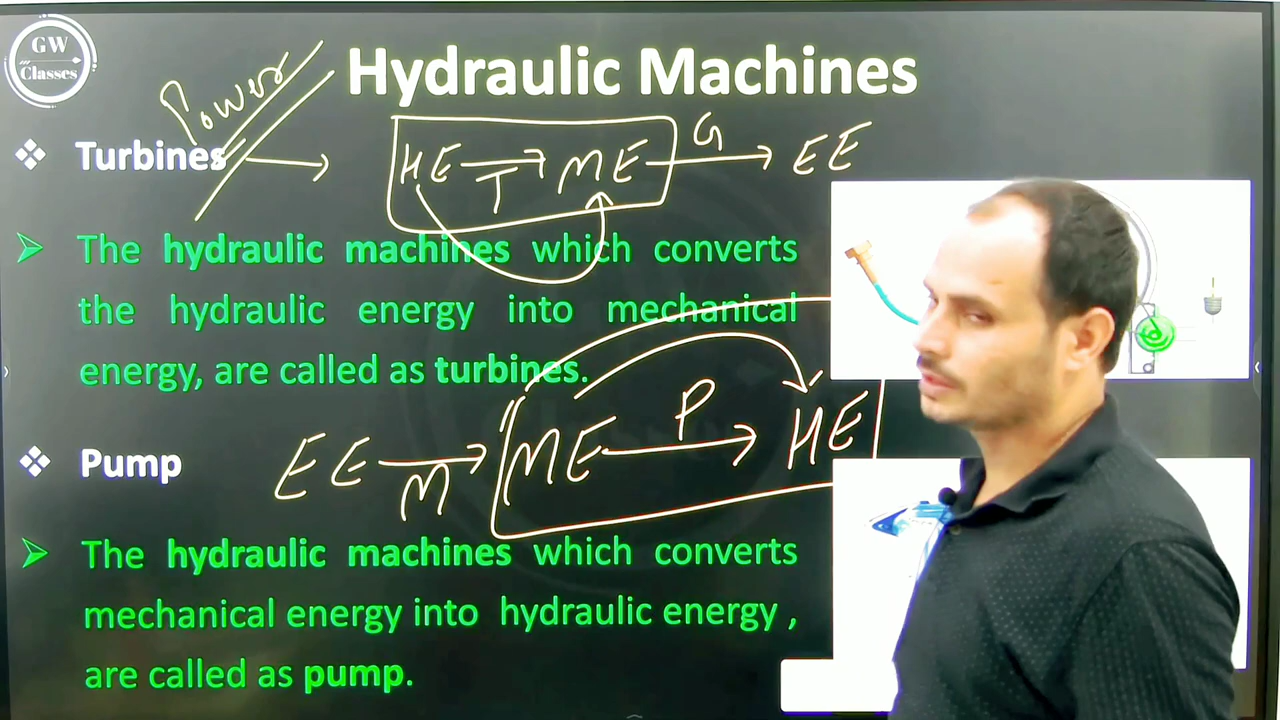 GW
Classes
Hydraulic Machines
Power
❖ Turbines → HE → ME → EE
T
G
➢ The hydraulic machines which converts
the hydraulic energy into mechanical
energy, are called as turbines.
❖ Pump
EE → ME → HE
M
P
➢ The hydraulic machines which converts
mechanical energy into hydraulic energy ,
are called as pump.